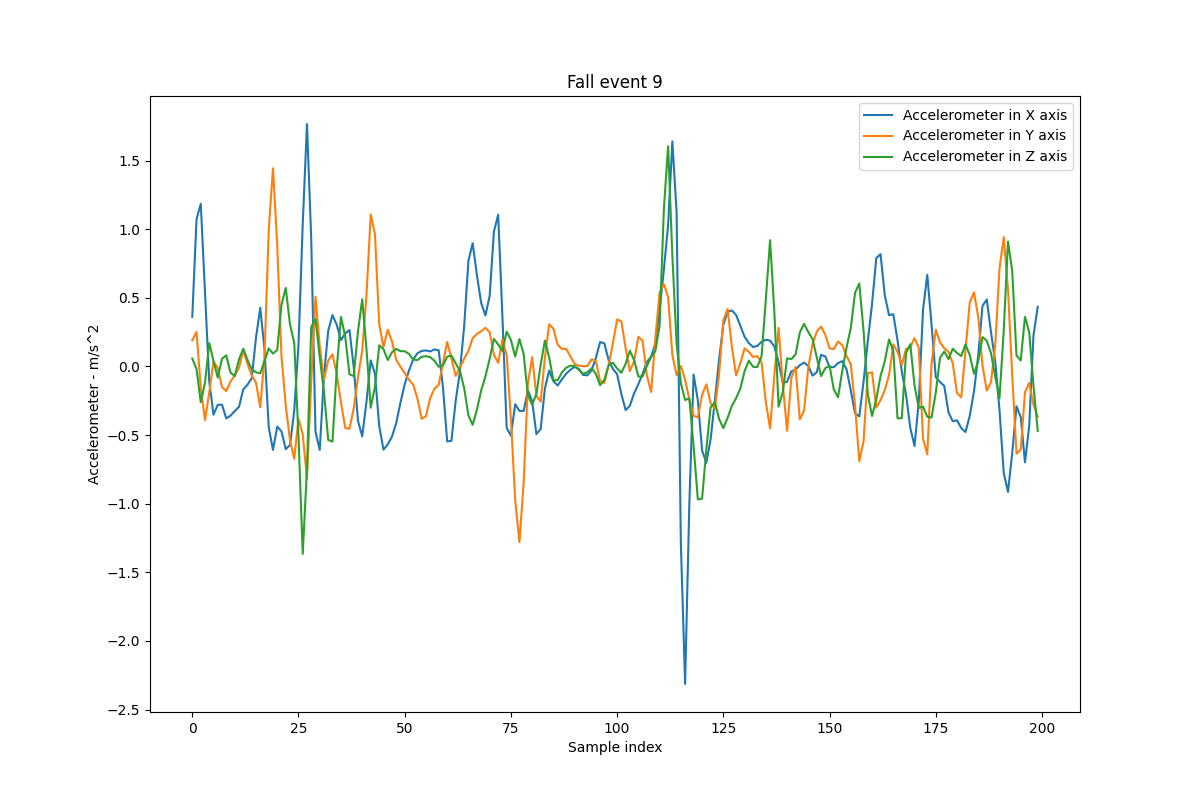 Fall event 9
Accelerometer in X axis
Accelerometer in Y axis
Accelerometer in Z axis
Accelerometer - m/s^2
1.5
1.0
0.5
0.0
−0.5
−1.0
−1.5
−2.0
−2.5
0 25 50 75 100 125 150 175 200
Sample index